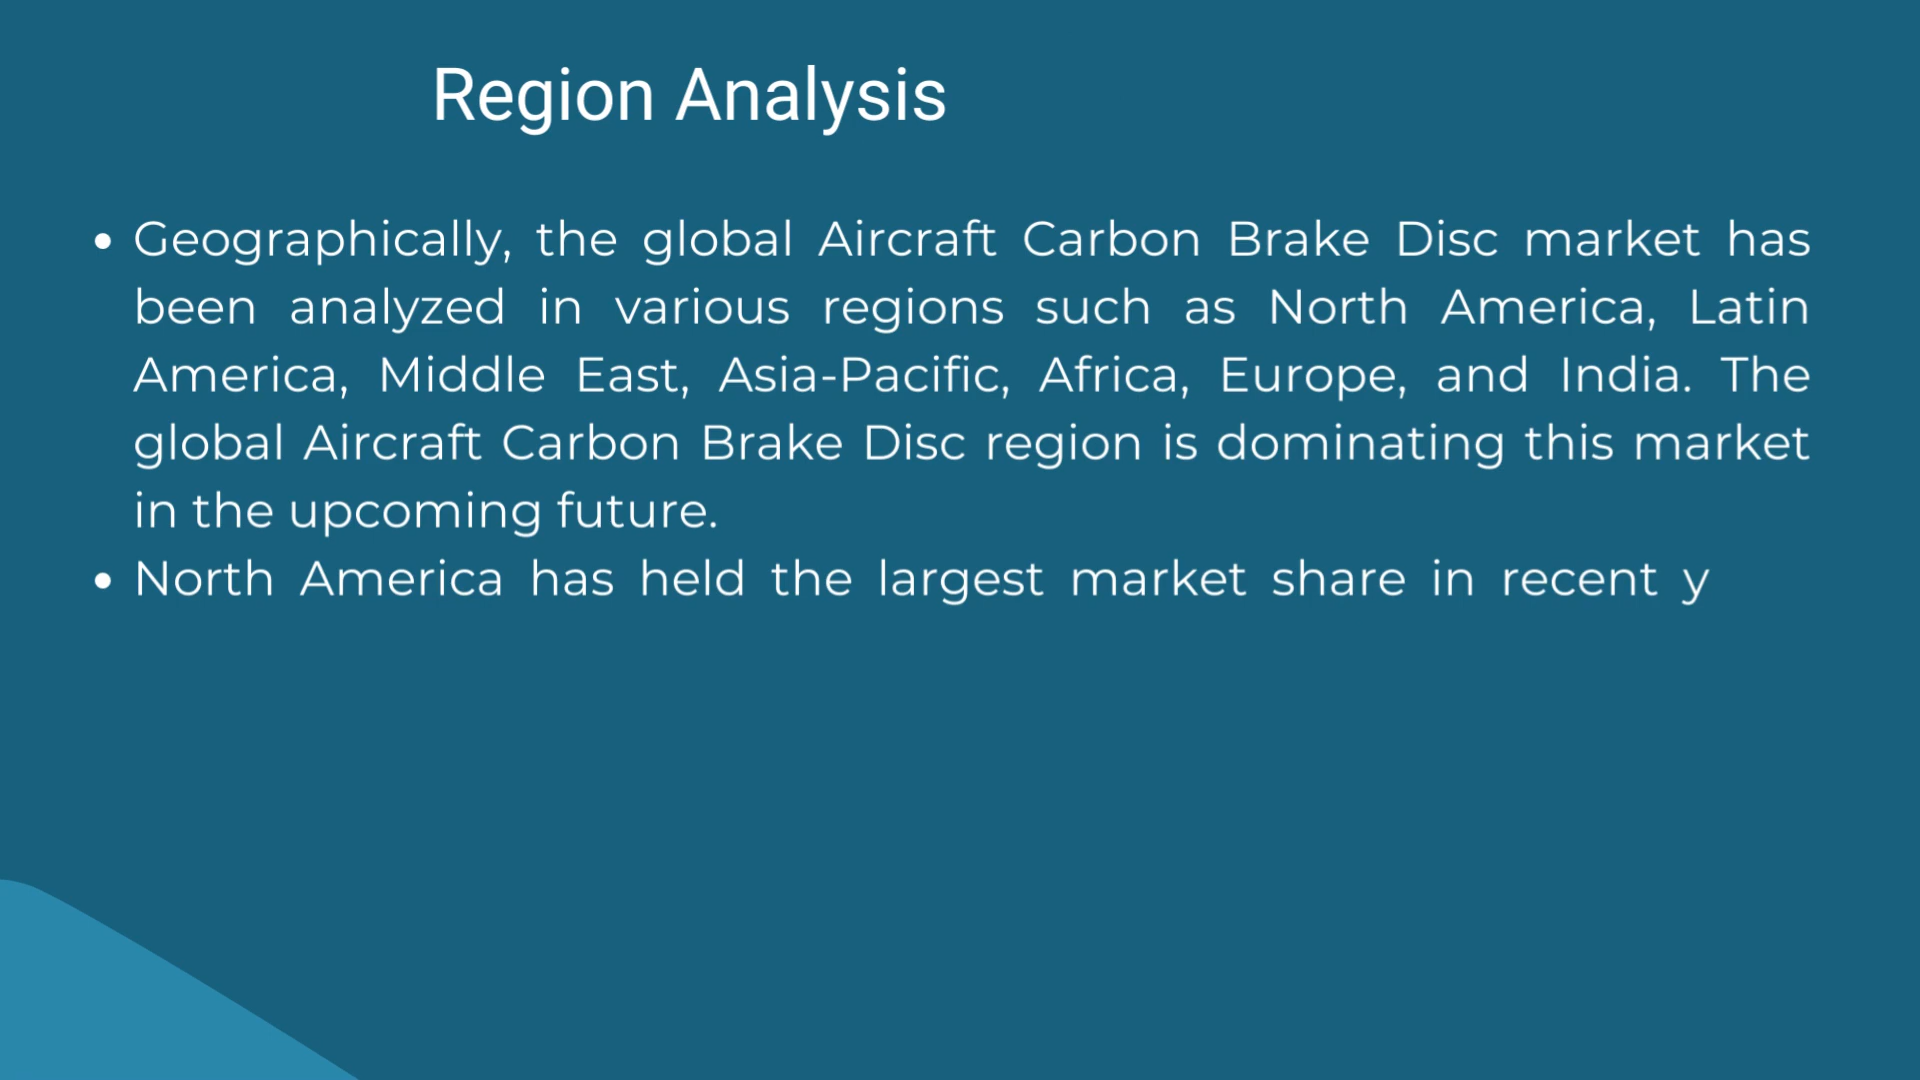 Region Analysis
• Geographically, the global Aircraft Carbon Brake Disc market has
been analyzed in various regions such as North America, Latin
America, Middle East, Asia-Pacific, Africa, Europe, and India. The
global Aircraft Carbon Brake Disc region is dominating this market
in the upcoming future.
• North America has held the largest market share in recent y